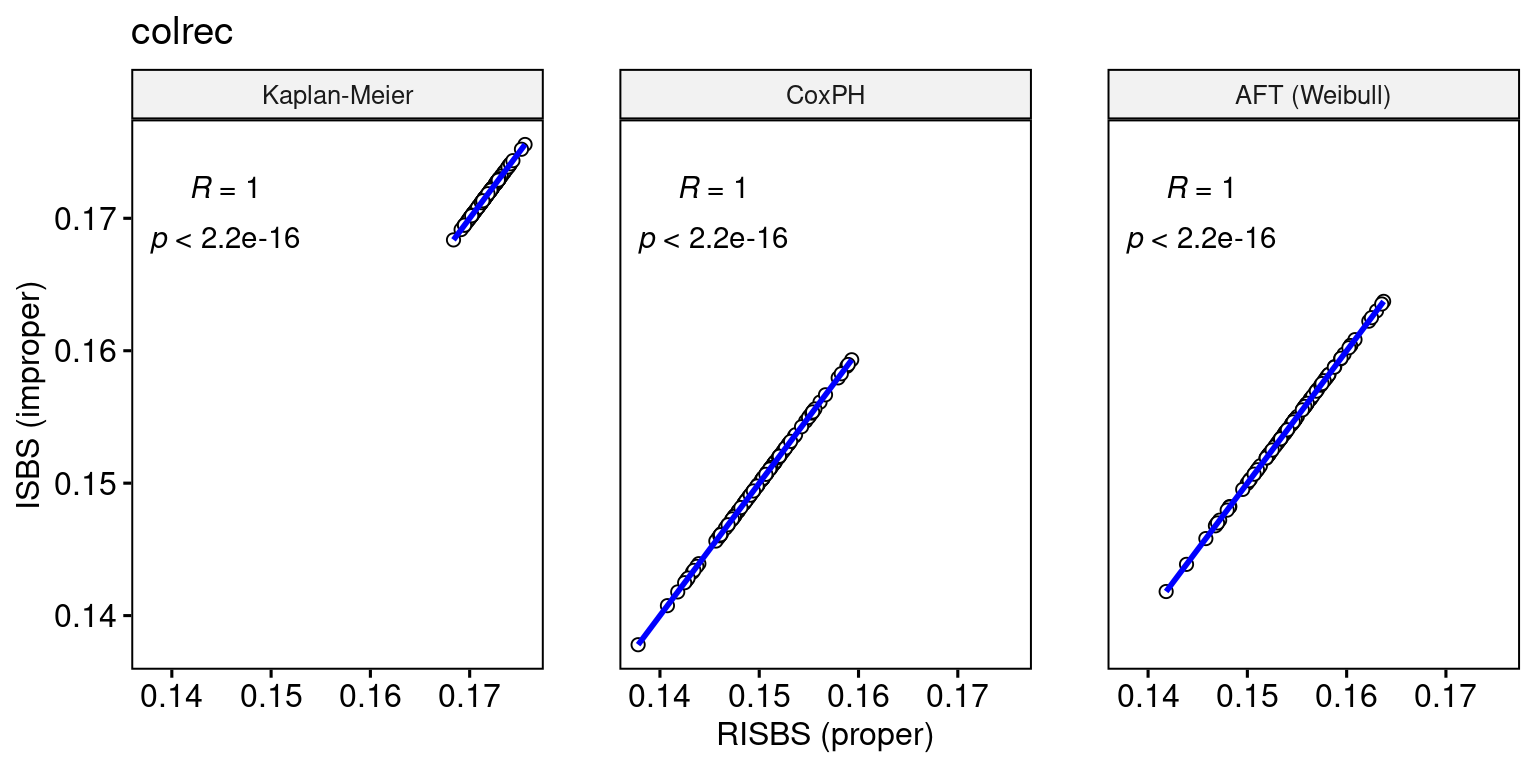 colrec
Kaplan-Meier
CoxPH
AFT (Weibull)
R = 1
p < 2.2e-16
R = 1
p < 2.2e-16
R = 1
p < 2.2e-16
ISBS (improper)
0.17
0.16
0.15
0.14
0.14 0.15 0.16 0.17
0.14 0.15 0.16 0.17
0.14 0.15 0.16 0.17
RISBS (proper)